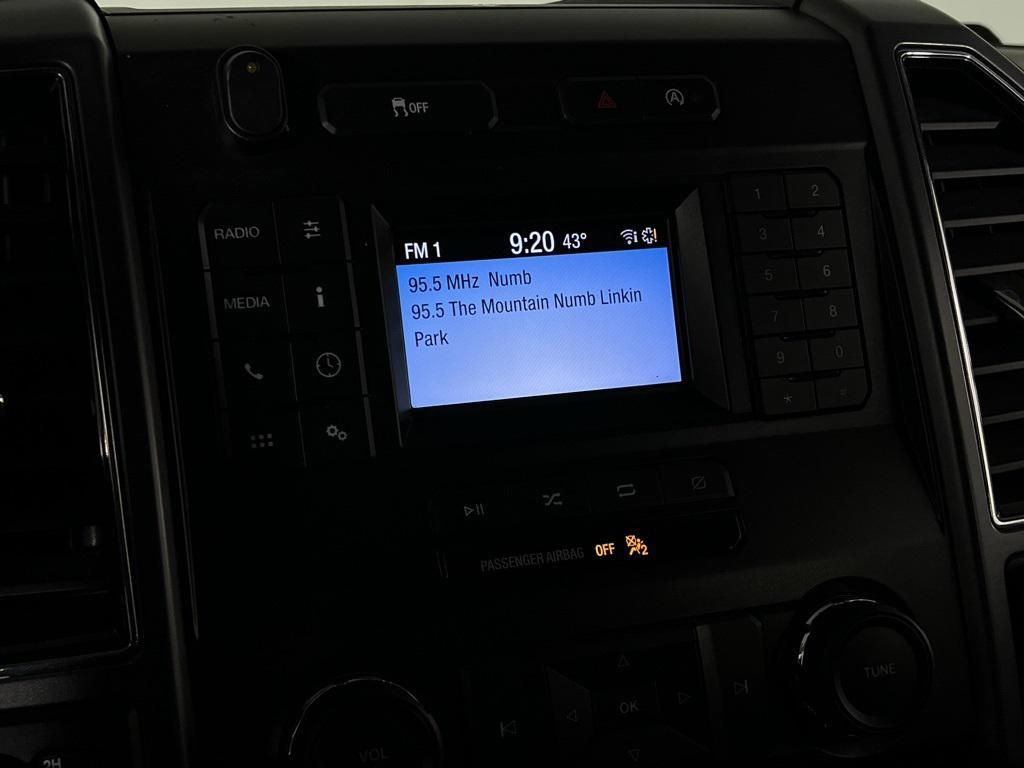 OFF
A
RADIO
FM 1 9:20 43°
1 2
3 4
95.5 MHz Numb
95.5 The Mountain Numb Linkin
Park
MEDIA
i
5 6
7 8
9 0
* #
PASSENGER AIRBAG OFF 2
TUNE
OK
VOL
2H